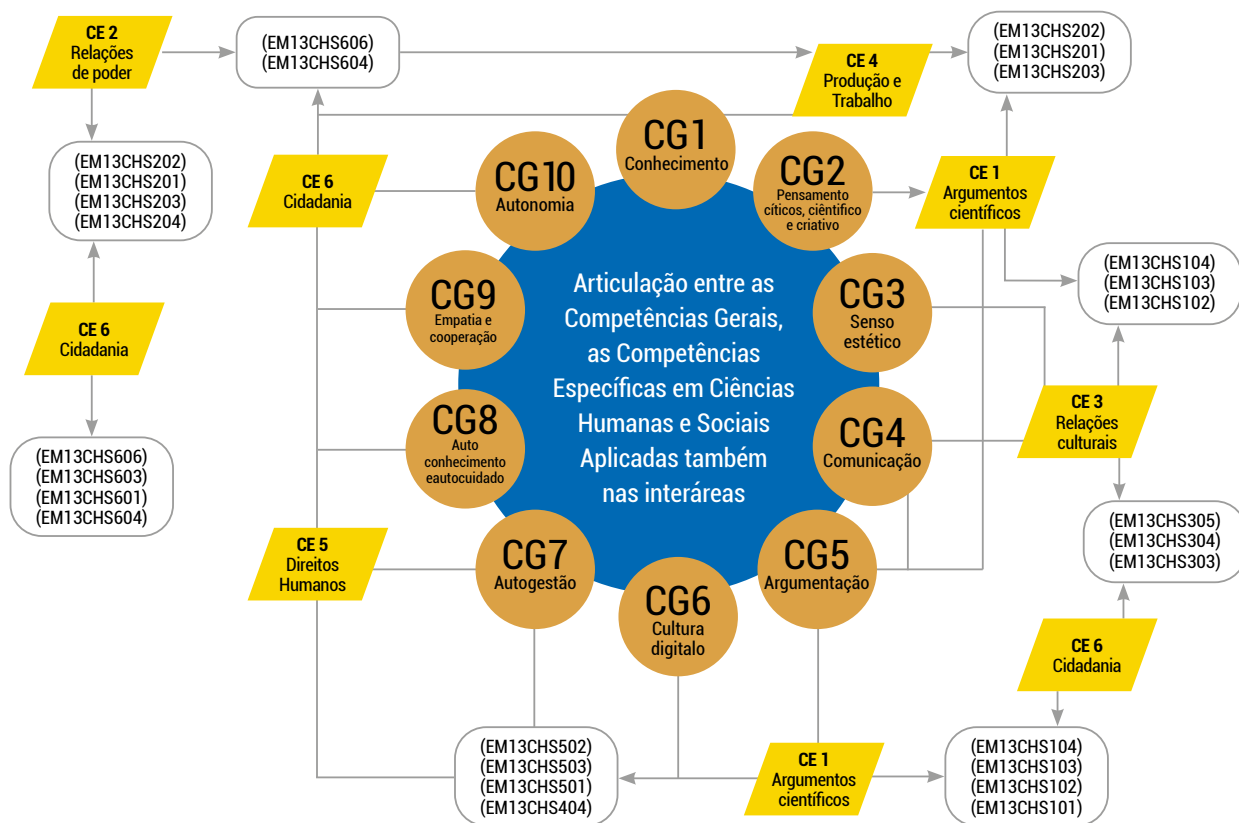 CE 2
Relações
de poder
(EM13CHS606)
(EM13CHS604)
CE 4
Produção e
Trabalho
(EM13CHS202)
(EM13CHS201)
(EM13CHS203)
(EM13CHS202)
(EM13CHS201)
(EM13CHS203)
(EM13CHS204)
CE 6
Cidadania
CG10
Autonomia
CG1
Conhecimento
CG2
Pensamento
cíticos, ciêntifico
e criativo
CE 1
Argumentos
científicos
(EM13CHS104)
(EM13CHS103)
(EM13CHS102)
CE 6
Cidadania
CG9
Empatia e
cooperação
CG3
Senso
estético
Articulação entre as
Competências Gerais,
as Competências
Específicas em Ciências
Humanas e Sociais
Aplicadas também
nas interáreas
CG8
Auto
conhecimento
eautocuidado
CG4
Comunicação
CE 3
Relações
culturais
(EM13CHS606)
(EM13CHS603)
(EM13CHS601)
(EM13CHS604)
(EM13CHS305)
(EM13CHS304)
(EM13CHS303)
CE 5
Direitos
Humanos
CG7
Autogestão
CG6
Cultura
digitalo
CG5
Argumentação
CE 6
Cidadania
(EM13CHS502)
(EM13CHS503)
(EM13CHS501)
(EM13CHS404)
CE 1
Argumentos
científicos
(EM13CHS104)
(EM13CHS103)
(EM13CHS102)
(EM13CHS101)